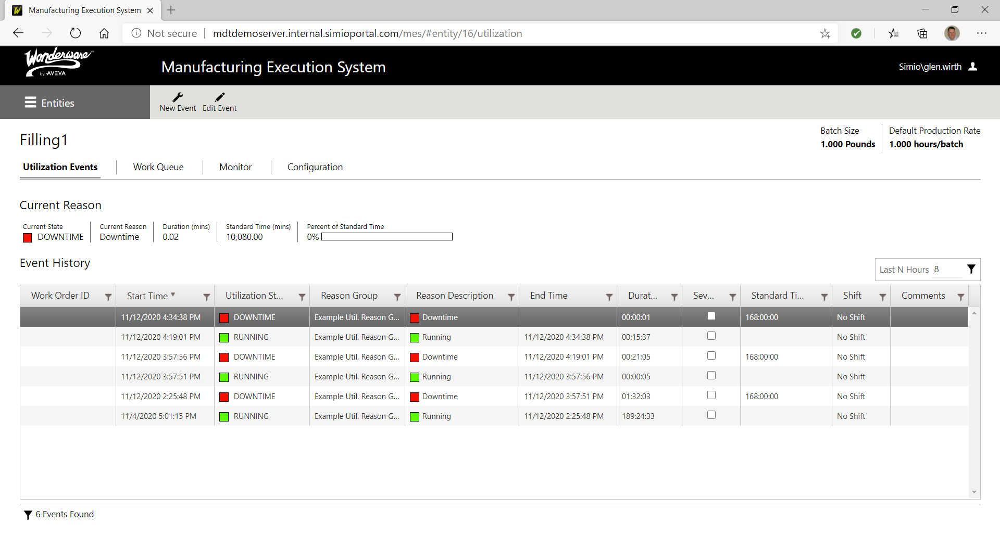 Manufacturing Execution System
Not secure | mdtdemoserver.internal.simioportal.com/mes/#entity/16/utilization
Wonderware
by AVEVA
Manufacturing Execution System
Simio\glen.wirth
Entities
New Event Edit Event
Filling1
Batch Size Default Production Rate
1.000 Pounds 1.000 hours/batch
Utilization Events Work Queue Monitor Configuration
Current Reason
Current State Current Reason Duration (mins) Standard Time (mins) Percent of Standard Time
DOWNTIME Downtime 0.02 10,080.00 0%
Event History
Last N Hours 8
Work Order ID Start Time Utilization St... Reason Group Reason Description End Time Durat... Sev... Standard Ti... Shift Comments
11/12/2020 4:34:38 PM DOWNTIME Example Util. Reason G... Downtime 00:00:01 168:00:00 No Shift
11/12/2020 4:19:01 PM RUNNING Example Util. Reason G... Running 11/12/2020 4:34:38 PM 00:15:37 No Shift
11/12/2020 3:57:56 PM DOWNTIME Example Util. Reason G... Downtime 11/12/2020 4:19:01 PM 00:21:05 168:00:00 No Shift
11/12/2020 3:57:51 PM RUNNING Example Util. Reason G... Running 11/12/2020 3:57:56 PM 00:00:05 No Shift
11/12/2020 2:25:48 PM DOWNTIME Example Util. Reason G... Downtime 11/12/2020 3:57:51 PM 01:32:03 168:00:00 No Shift
11/4/2020 5:01:15 PM RUNNING Example Util. Reason G... Running 11/12/2020 2:25:48 PM 189:24:33 No Shift
6 Events Found